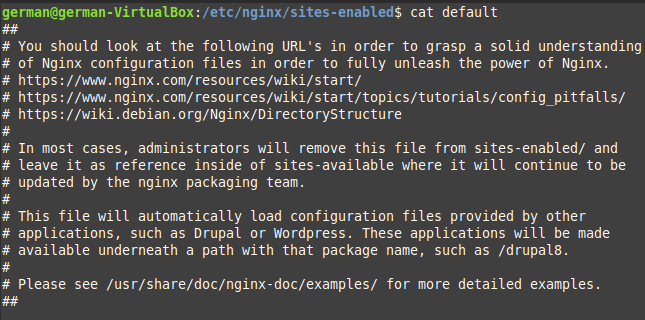 german@german-VirtualBox:/etc/nginx/sites-enabled$ cat default
##
# You should look at the following URL's in order to grasp a solid understanding
# of Nginx configuration files in order to fully unleash the power of Nginx.
# https://www.nginx.com/resources/wiki/start/
# https://www.nginx.com/resources/wiki/start/topics/tutorials/config_pitfalls/
# https://wiki.debian.org/Nginx/DirectoryStructure
#
# In most cases, administrators will remove this file from sites-enabled/ and
# leave it as reference inside of sites-available where it will continue to be
# updated by the nginx packaging team.
#
# This file will automatically load configuration files provided by other
# applications, such as Drupal or Wordpress. These applications will be made
# available underneath a path with that package name, such as /drupal8.
#
# Please see /usr/share/doc/nginx-doc/examples/ for more detailed examples.
##